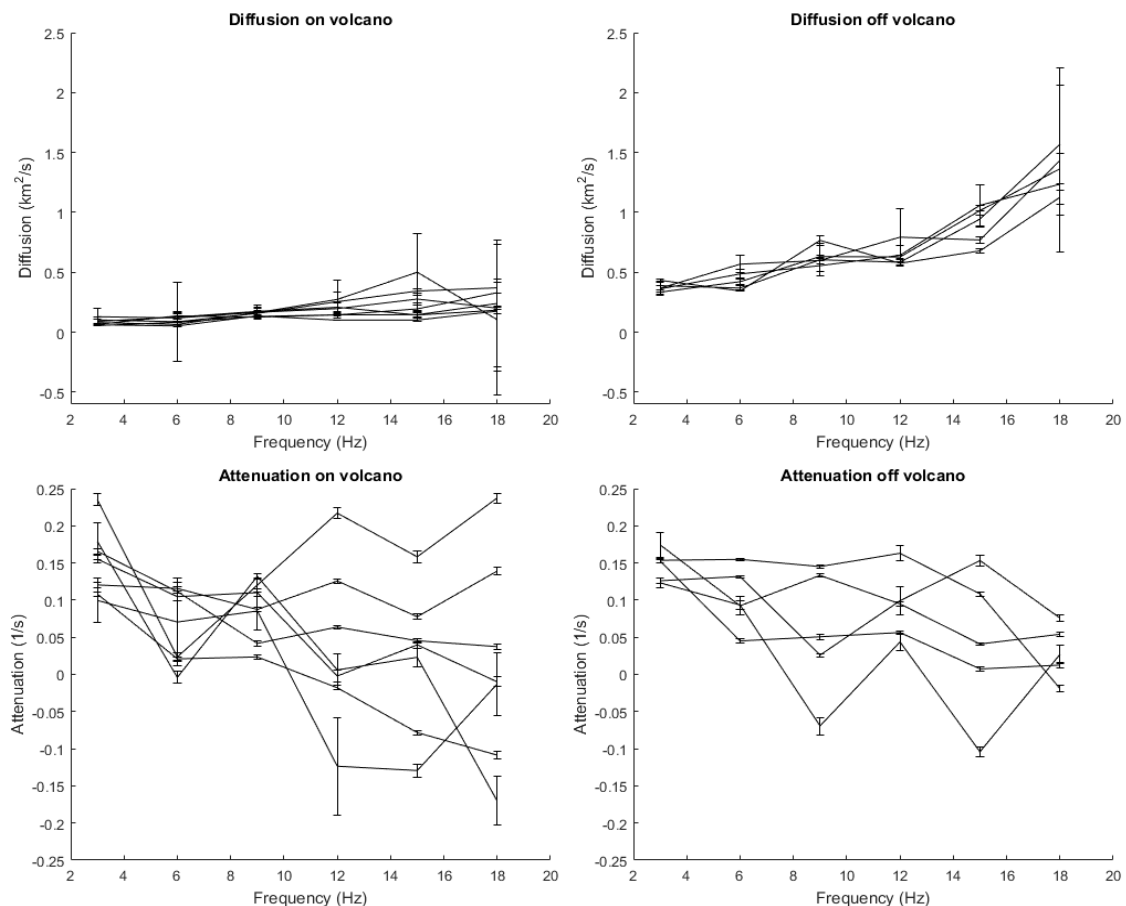 Diffusion on volcano
2.5
2
1.5
1
0.5
0
-0.5
Diffusion (km²/s)
2 4 6 8 10 12 14 16 18 20
Frequency (Hz)
Diffusion off volcano
2.5
2
1.5
1
0.5
0
-0.5
Diffusion (km²/s)
2 4 6 8 10 12 14 16 18 20
Frequency (Hz)
Attenuation on volcano
0.25
0.2
0.15
0.1
0.05
0
-0.05
-0.1
-0.15
-0.2
-0.25
Attenuation (1/s)
2 4 6 8 10 12 14 16 18 20
Frequency (Hz)
Attenuation off volcano
0.25
0.2
0.15
0.1
0.05
0
-0.05
-0.1
-0.15
-0.2
-0.25
Attenuation (1/s)
2 4 6 8 10 12 14 16 18 20
Frequency (Hz)